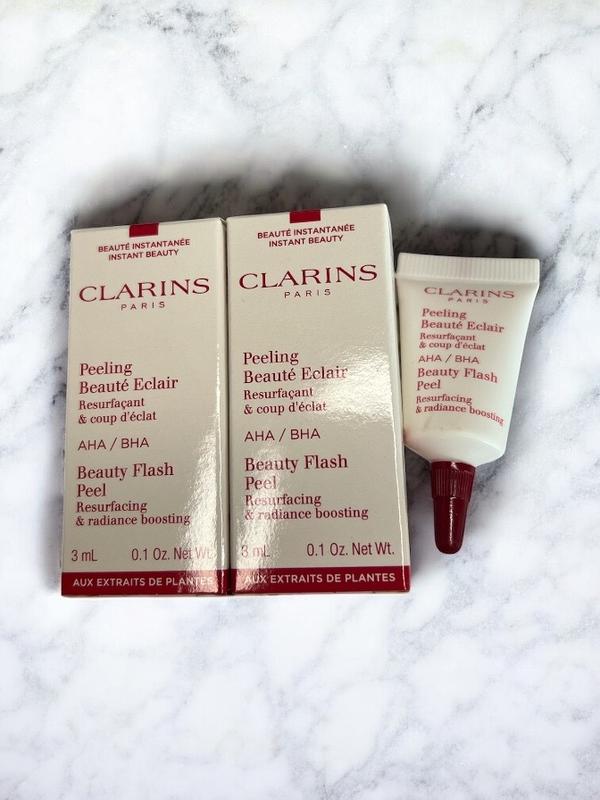 BEAUTÉ INSTANTANÉE
INSTANT BEAUTY
CLARINS
PARIS
Peeling
Beauté Eclair
Resurfaçant
& coup d'éclat
AHA / BHA
Beauty Flash
Peel
Resurfacing
& radiance boosting
3 mL 0.1 Oz. Net Wt.
AUX EXTRAITS DE PLANTES
BEAUTÉ INSTANTANÉE
INSTANT BEAUTY
CLARINS
PARIS
Peeling
Beauté Eclair
Resurfaçant
& coup d'éclat
AHA / BHA
Beauty Flash
Peel
Resurfacing
& radiance boosting
3 mL 0.1 Oz. Net Wt.
AUX EXTRAITS DE PLANTES
CLARINS
PARIS
Peeling
Beauté Eclair
Resurfaçant
& coup d'éclat
AHA / BHA
Beauty Flash
Peel
Resurfacing
& radiance boosting